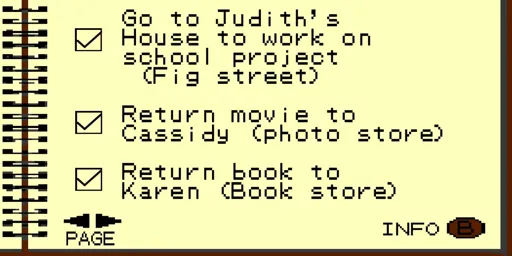 Go to Judith's
House to work on
school project
(Fig street)
Return movie to
Cassidy (photo store)
Return book to
Karen (Book store)
PAGE
INFO B